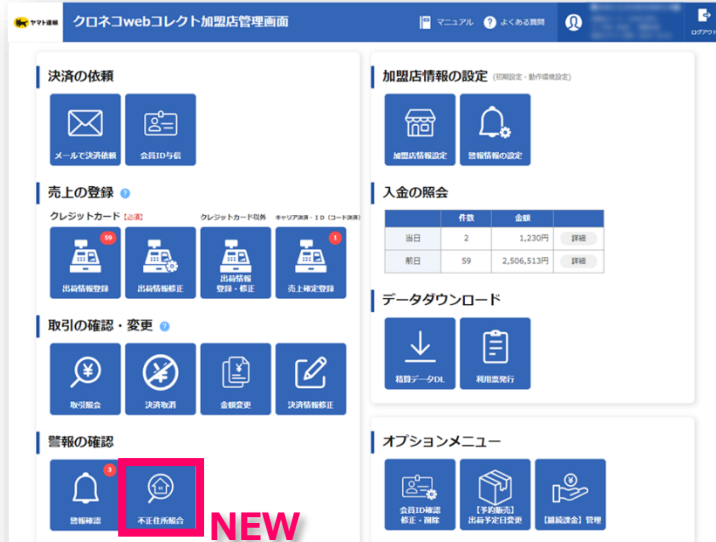 ヤマト運輸
クロネコwebコレクト加盟店管理画面
マニュアル
? よくある質問
ログアウト
決済の依頼
メールで決済依頼
会員ID与信
売上の登録 ?
クレジットカード【必須】
クレジットカード以外
キャリア決済・ID(コード決済)
59
出荷情報登録
出荷情報修正
出荷情報
登録・修正
1
売上確定登録
取引の確認・変更 ?
取引照会
決済取消
金額変更
決済情報修正
警報の確認
3
警報確認
不正住所照合
NEW
加盟店情報の設定 (初期設定・動作環境設定)
加盟店情報設定
警報情報の設定
入金の照会
件数 金額
当日 2 1,230円 詳細
前日 59 2,506,513円 詳細
データダウンロード
精算データDL
利用票発行
オプションメニュー
会員ID確認
修正・削除
【予約販売】
出荷予定日変更
【継続課金】管理